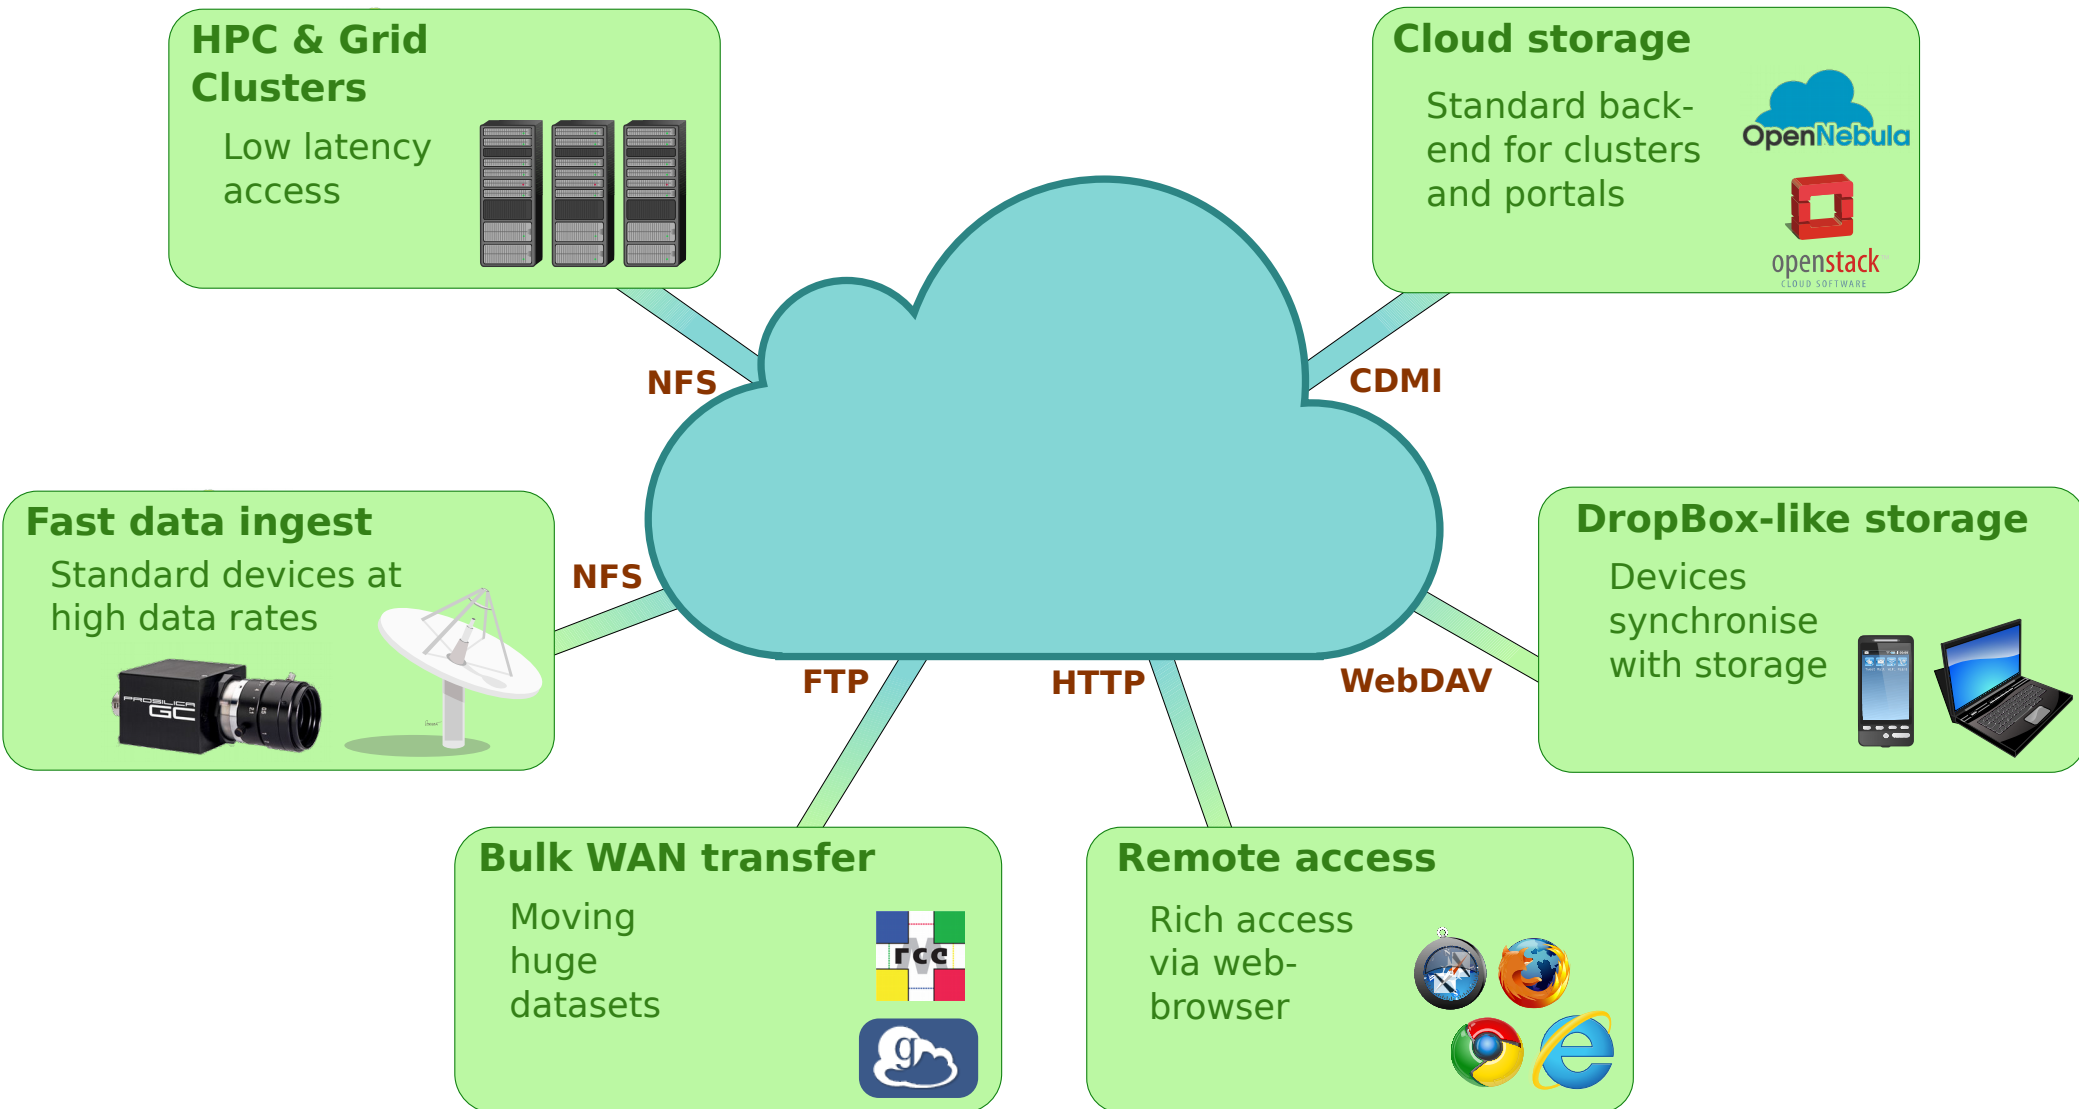 HPC & Grid
Clusters
Low latency
access
Cloud storage
Standard back-
end for clusters
and portals
OpenNebula
openstack
CLOUD SOFTWARE
NFS
CDMI
Fast data ingest
Standard devices at
high data rates
PROSILICA
GC
NFS
DropBox-like storage
Devices
synchronise
with storage
FTP
HTTP
WebDAV
Bulk WAN transfer
Moving
huge
datasets
rcc
g
Remote access
Rich access
via web-
browser